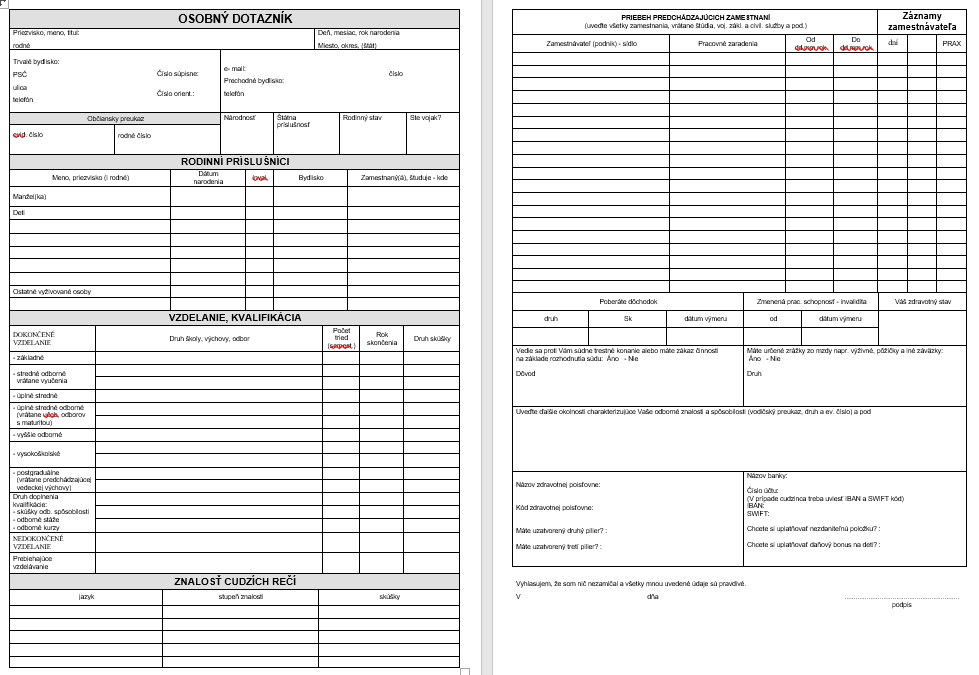 OSOBNÝ DOTAZNÍK
Priezvisko, meno, titul:
rodné
Deň, mesiac, rok narodenia
Miesto, okres, (štát)
Trvalé bydlisko:
PSČ
Číslo súpisne:
ulica
Číslo orient.:
telefón
e- mail:
číslo
Prechodné bydlisko:
telefón
Občiansky preukaz
evid. číslo
rodné číslo
Národnosť
Štátna
príslušnosť
Rodinný stav
Ste vojak?
RODINNÍ PRÍSLUŠNÍCI
Meno, priezvisko (i rodné)
Dátum
narodenia
Bydlisko
Zamestnaný(á), študuje - kde
Manžel(ka)
Deti
Ostatné vyživované osoby
VZDELANIE, KVALIFIKÁCIA
DOKONČENÉ
VZDELANIE
Druh školy, výchovy, odbor
Počet
tried
Rok
skončenia
Druh skúšky
- základné
- stredné odborné
vrátane vyučenia
- úplné stredné
- úplné stredné odborné
(vrátane učeb. odborov
s maturitou)
- vyššie odborné
- vysokoškolské
- postgraduálne
(vrátane predchádzajúcej
vedeckej výchovy)
Druh doplnenia
kvalifikácie:
- skúšky odb. spôsobilosti
- odborné stáže
- odborné kurzy
NEDOKONČENÉ
VZDELANIE
Prebiehajúce
vzdelávanie
ZNALOSŤ CUDZÍCH REČÍ
jazyk
stupeň znalosti
skúšky
PRIEBEH PREDCHÁDZAJÚCICH ZAMESTNANÍ
(uveďte všetky zamestnania, vrátane štúdia, voj. zákl. a civil. služby a pod.)
Záznamy
zamestnávateľa
Zamestnávateľ (podnik) - sídlo
Pracovné zaradenia
Od
deň.mes.rok.
Do
deň.mes.rok.
dní
PRAX
Poberáte dôchodok
Zmenená prac. schopnosť - invalidita
Váš zdravotný stav
druh
Sk
dátum výmeru
od
dátum výmeru
Vedie sa proti Vám súdne trestné konanie alebo máte zákaz činnosti
na základe rozhodnutia súdu: Áno - Nie
Dôvod
Máte určené zrážky zo mzdy napr. výživné, pôžičky a iné záväzky:
Áno - Nie
Druh
Uveďte ďalšie okolnosti charakterizujúce Vaše odborné znalosti a spôsobilosti (vodičský preukaz, druh a ev. číslo) a pod
Názov zdravotnej poisťovne:
Kód zdravotnej poisťovne:
Máte uzatvorený druhý pilier? :
Máte uzatvorený tretí pilier? :
Názov banky:
Číslo účtu:
(V prípade cudzinca treba uviesť IBAN a SWIFT kód)
IBAN:
SWIFT:
Chcete si uplatňovať nezdaniteľnú položku? :
Chcete si uplatňovať daňový bonus na deti? :
Vyhlasujem, že som nič nezamlčal a všetky mnou uvedené údaje sú pravdivé.
V
dňa
podpis